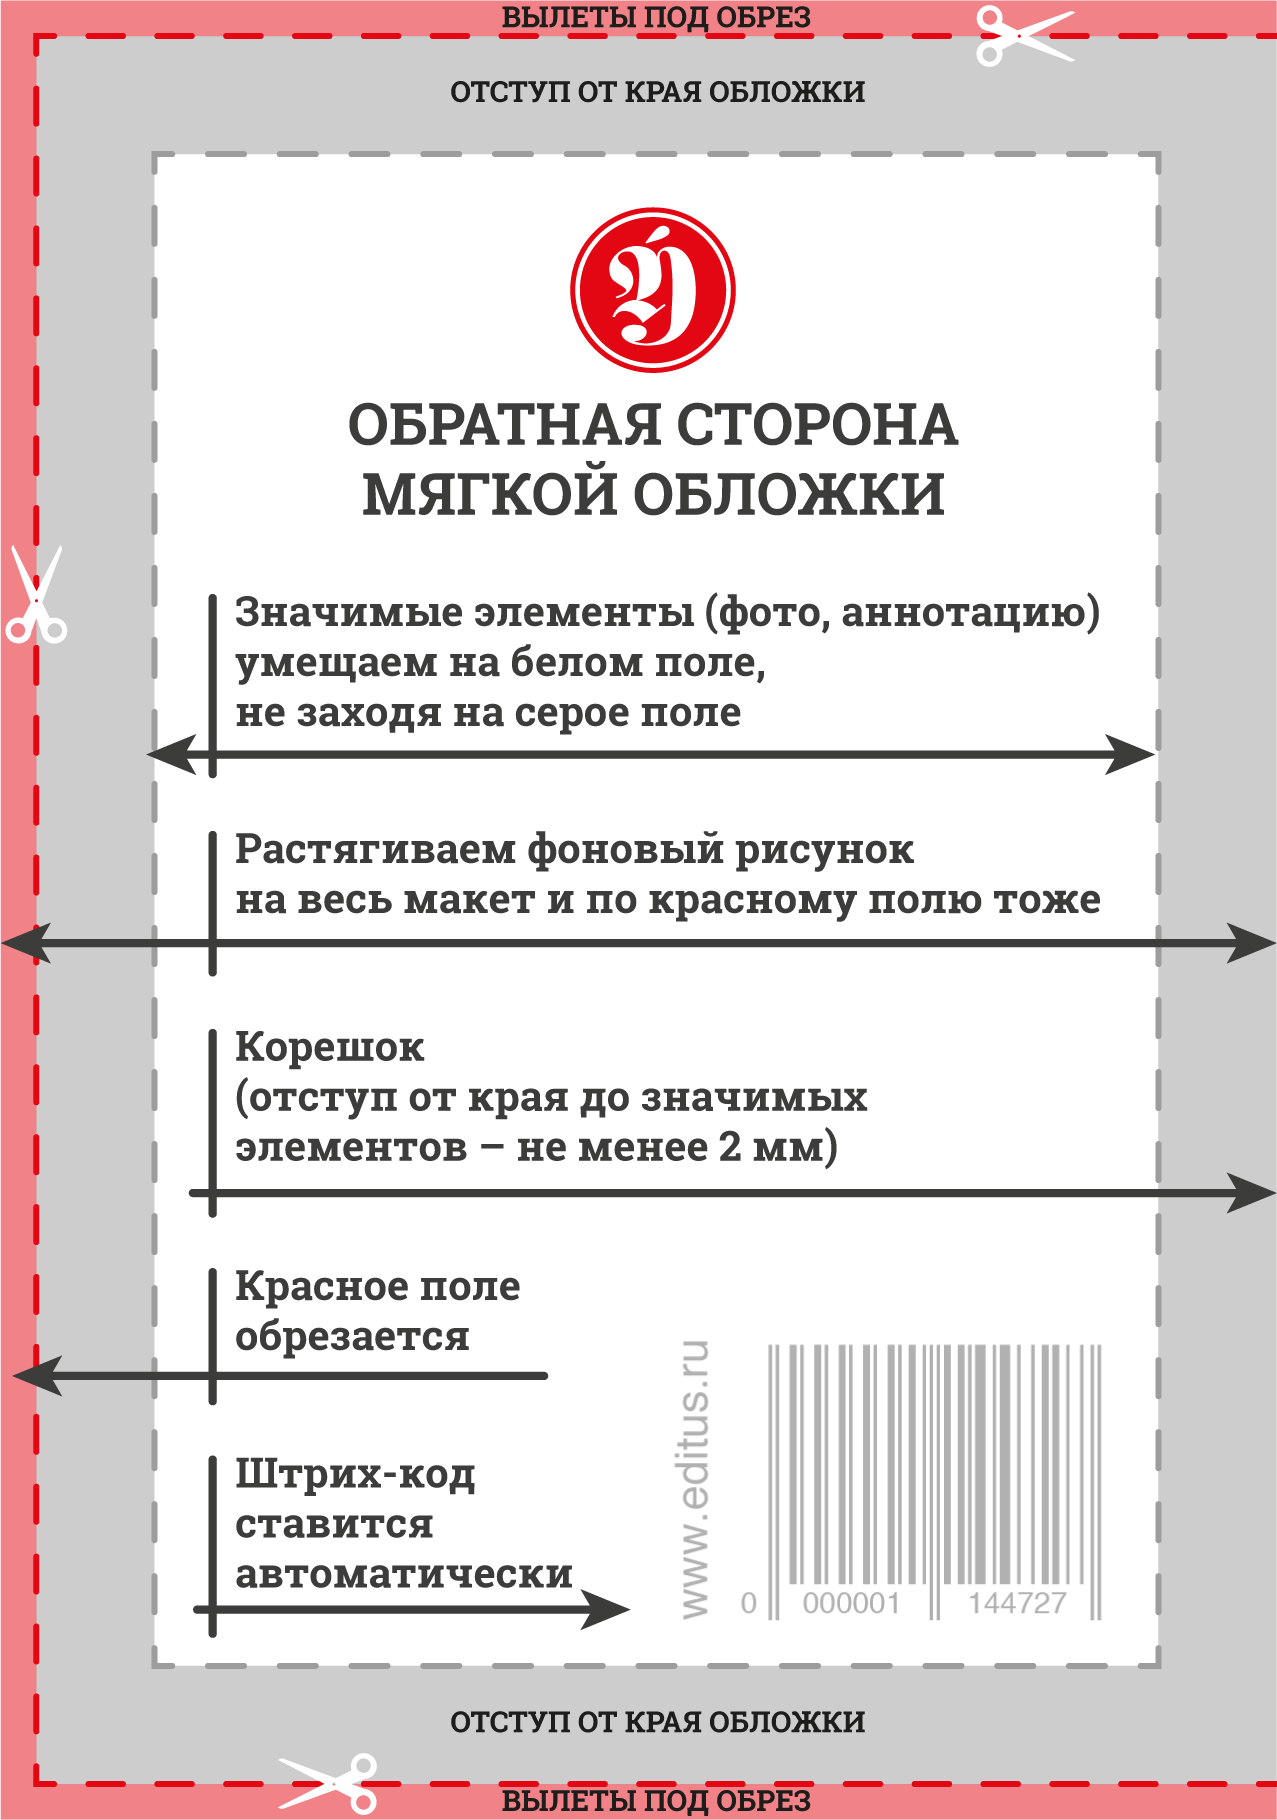 ВЫЛЕТЫ ПОД ОБРЕЗ
ОТСТУП ОТ КРАЯ ОБЛОЖКИ
ОБРАТНАЯ СТОРОНА
МЯГКОЙ ОБЛОЖКИ
Значимые элементы (фото, аннотацию)
умещаем на белом поле,
не заходя на серое поле
Растягиваем фоновый рисунок
на весь макет и по красному полю тоже
Корешок
(отступ от края до значимых
элементов – не менее 2 мм)
Красное поле
обрезается
Штрих-код
ставится
автоматически
www.editus.ru
0 000001 144727
ОТСТУП ОТ КРАЯ ОБЛОЖКИ
ВЫЛЕТЫ ПОД ОБРЕЗ